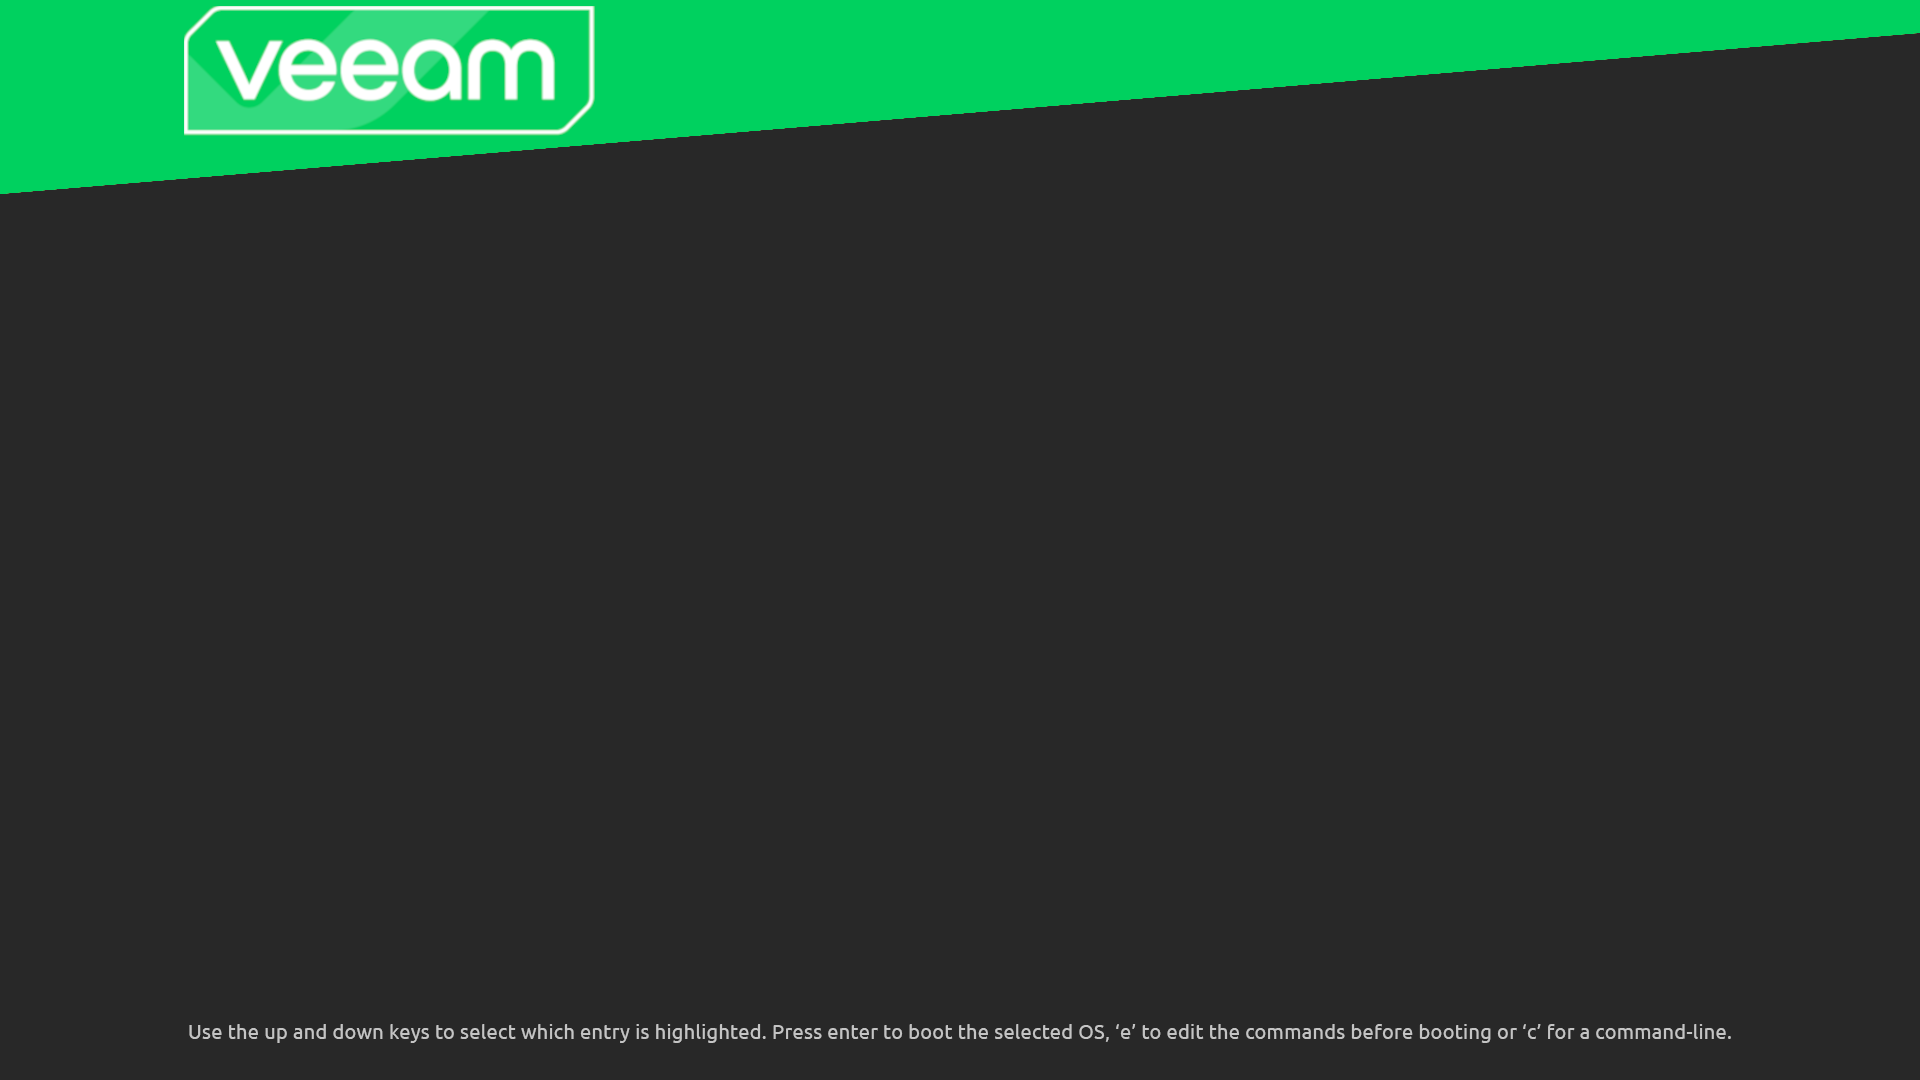 veeam
Use the up and down keys to select which entry is highlighted. Press enter to boot the selected OS, ‘e’ to edit the commands before booting or ‘c’ for a command-line.